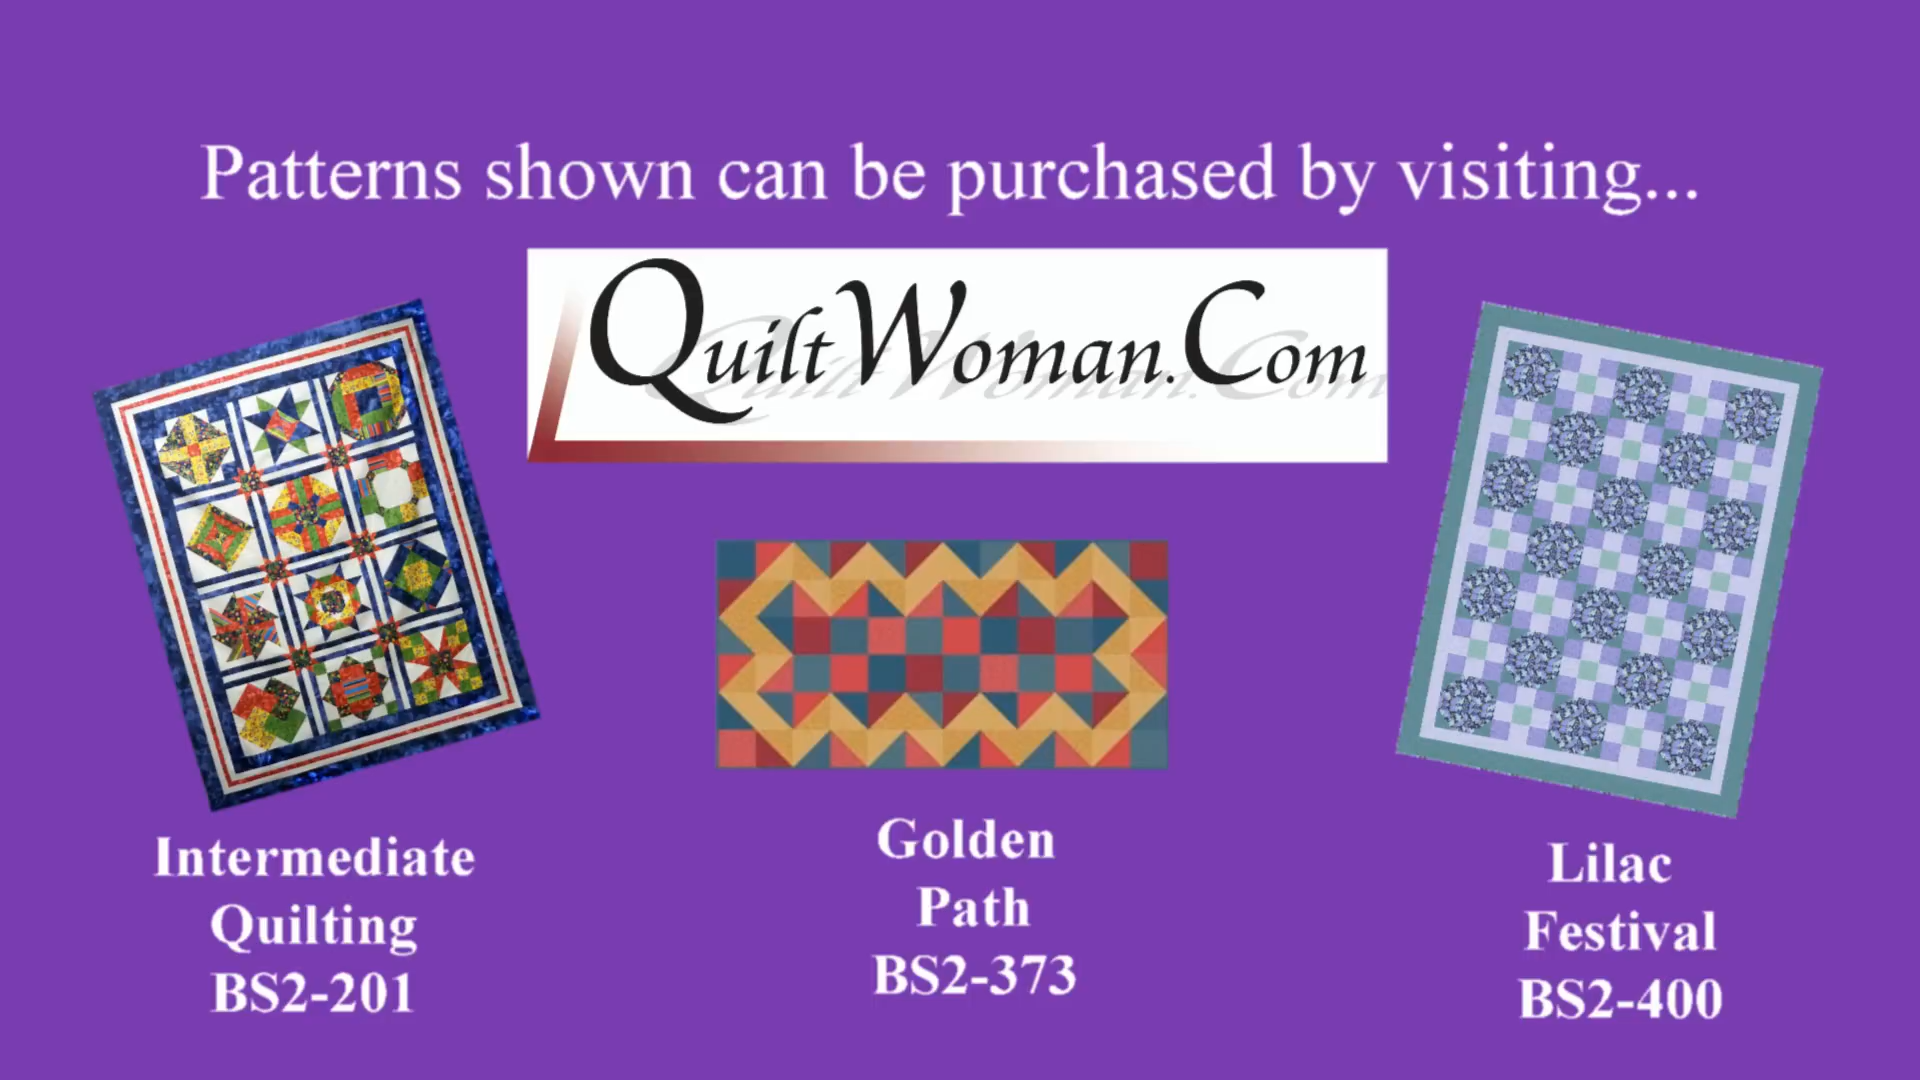 Patterns shown can be purchased by visiting...
QuiltWoman.Com
Intermediate
Quilting
BS2-201
Golden
Path
BS2-373
Lilac
Festival
BS2-400